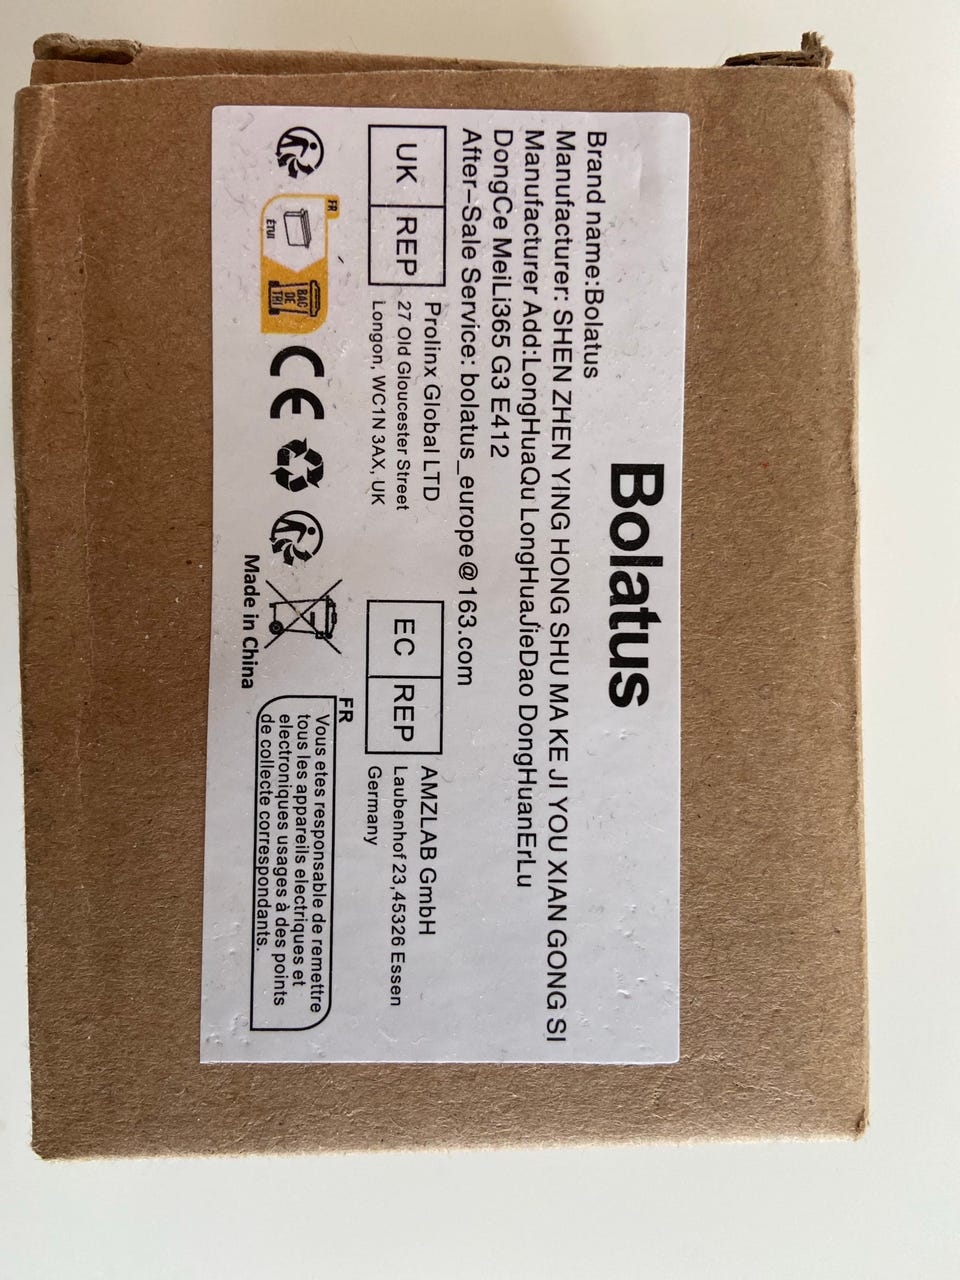 Bolatus
Brand name:Bolatus
Manufacturer: SHEN ZHEN YING HONG SHU MA KE JI YOU XIAN GONG SI
Manufacturer Add:LongHuaQu LongHuaJieDao DongHuanErLu
DongCe MeiLi365 G3 E412
After-Sale Service: bolatus_europe@163.com
UK REP
Prolinx Global LTD
27 Old Gloucester Street
Longon, WC1N 3AX, UK
EC REP
AMZLAB GmbH
Laubenhof 23,45326 Essen
Germany
FR
ÉTUI
BAC
DE
TRI
CE
Made in China
FR
Vous etes responsable de remettre
tous les appareils electriques et
electroniques usages à des points
de collecte correspondants.